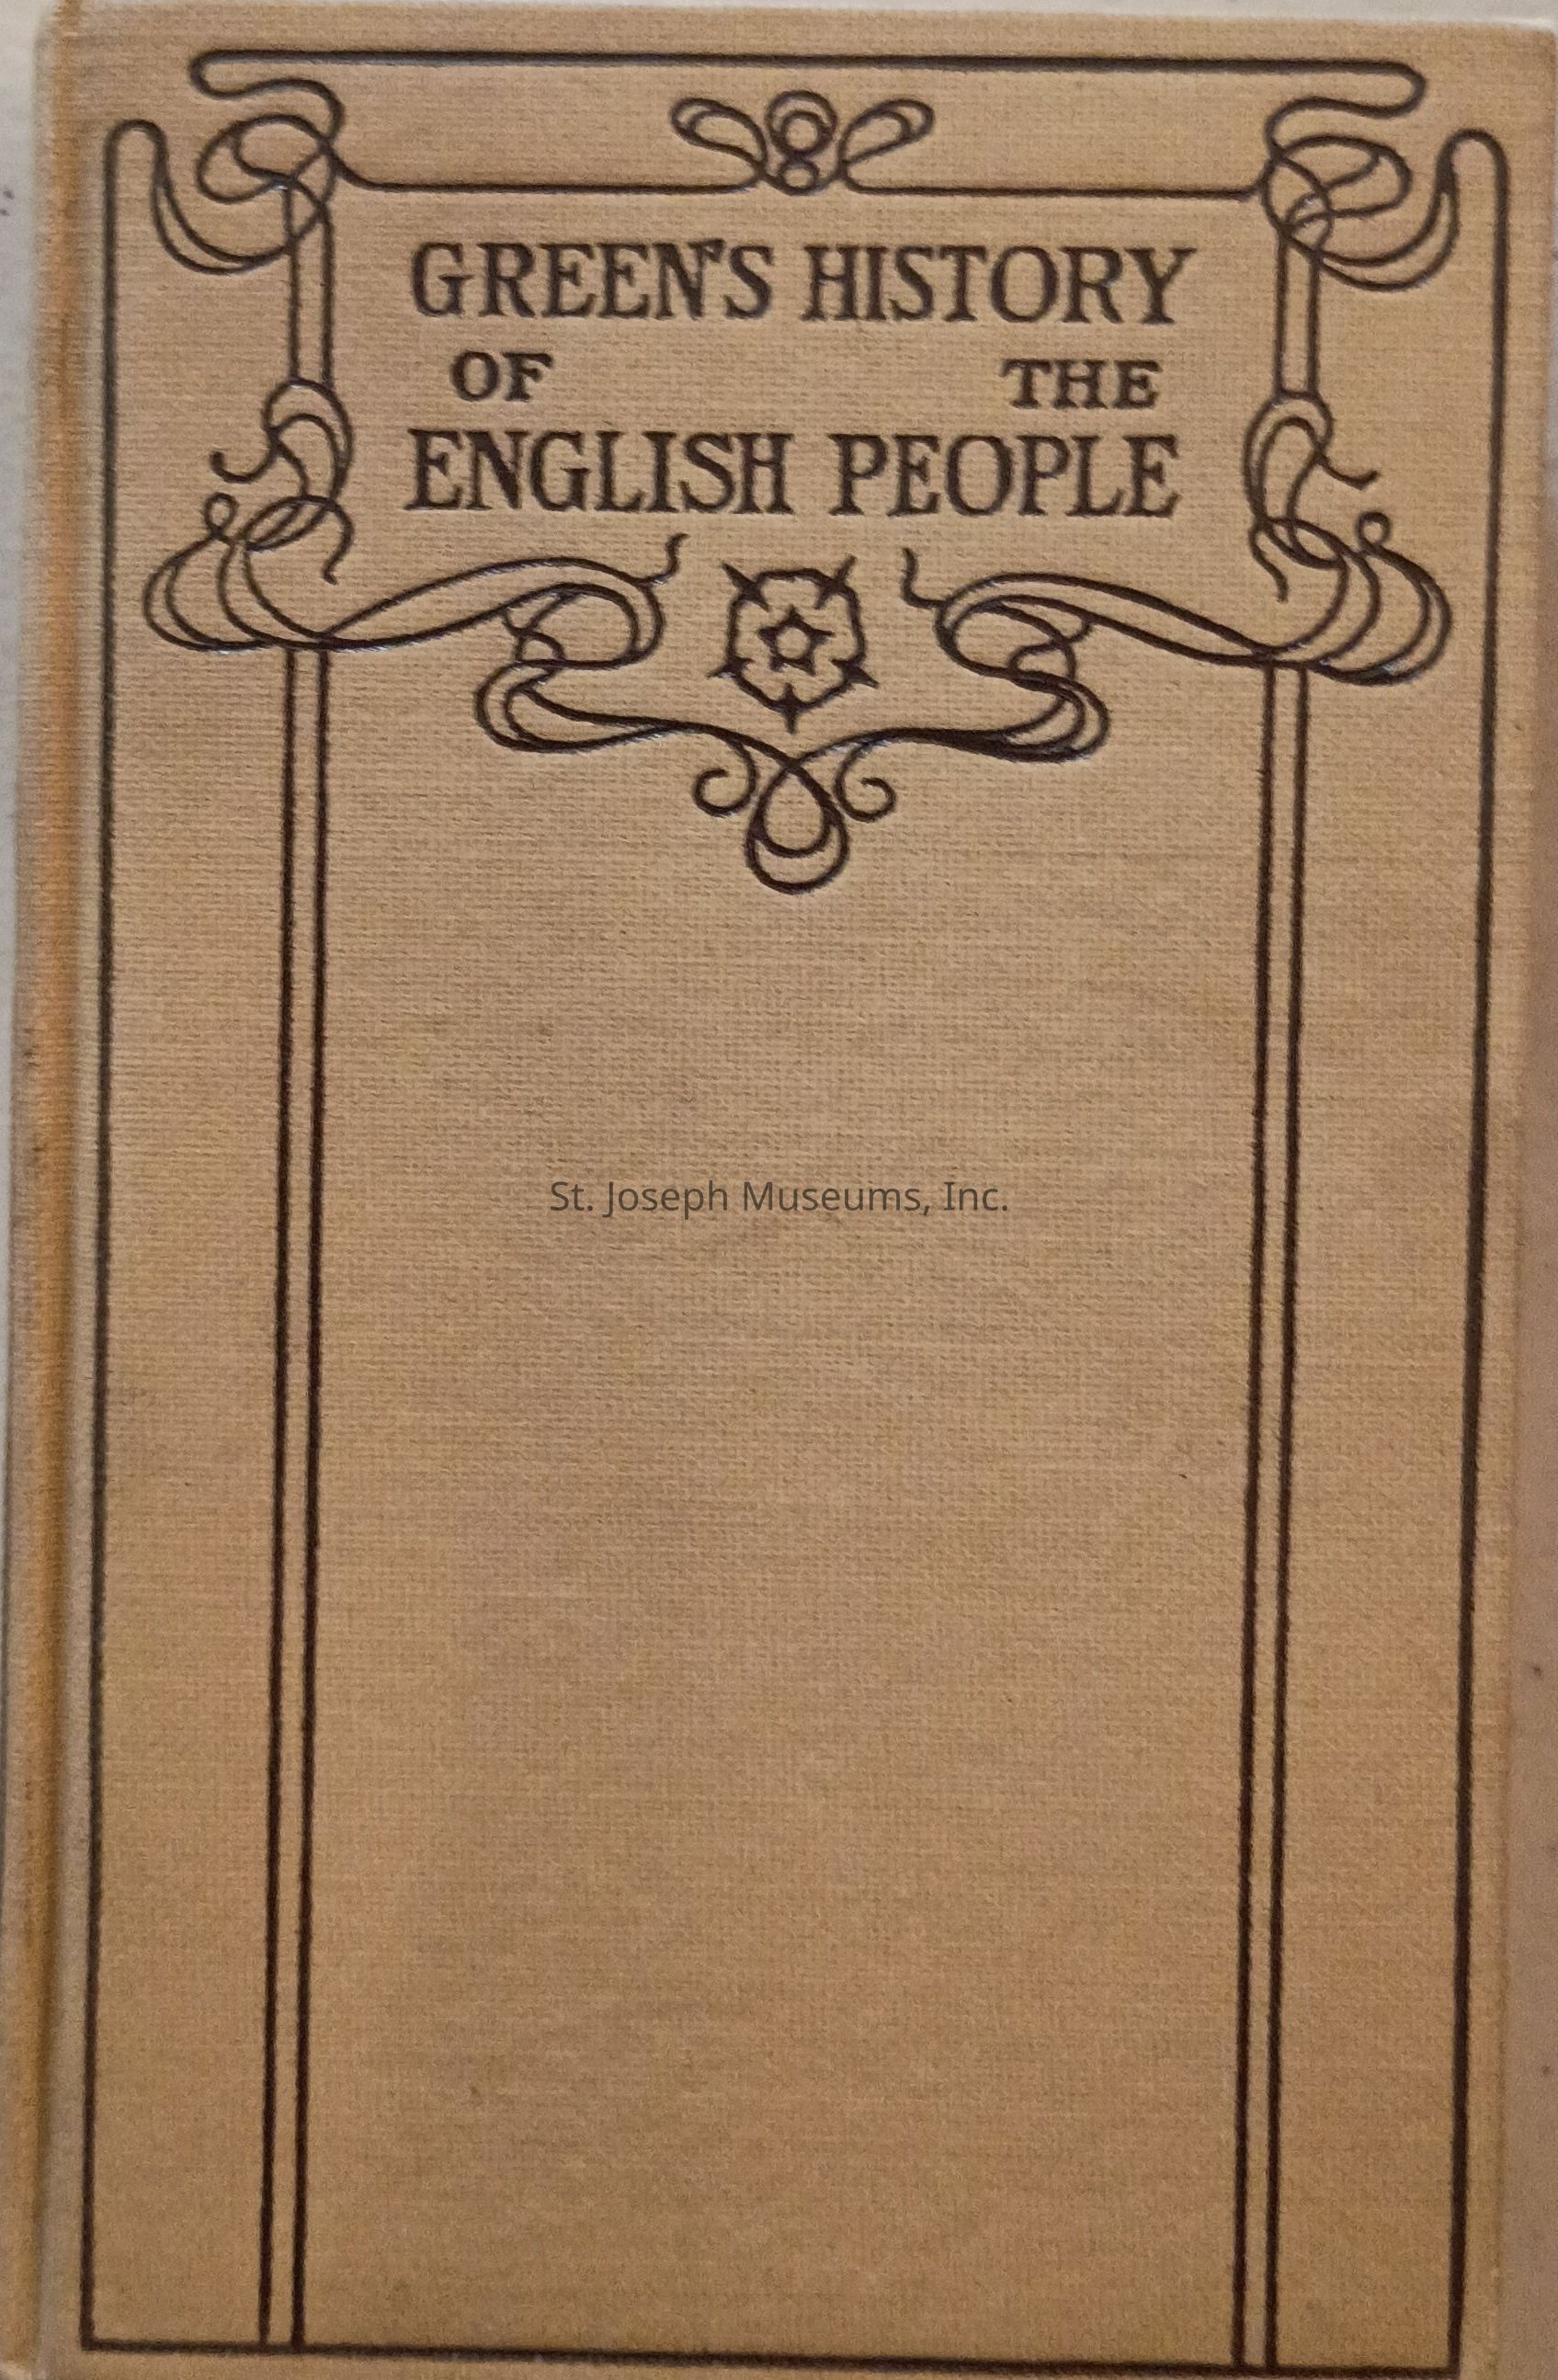 GREEN'S HISTORY
OF THE
ENGLISH PEOPLE
St. Joseph Museums, Inc.